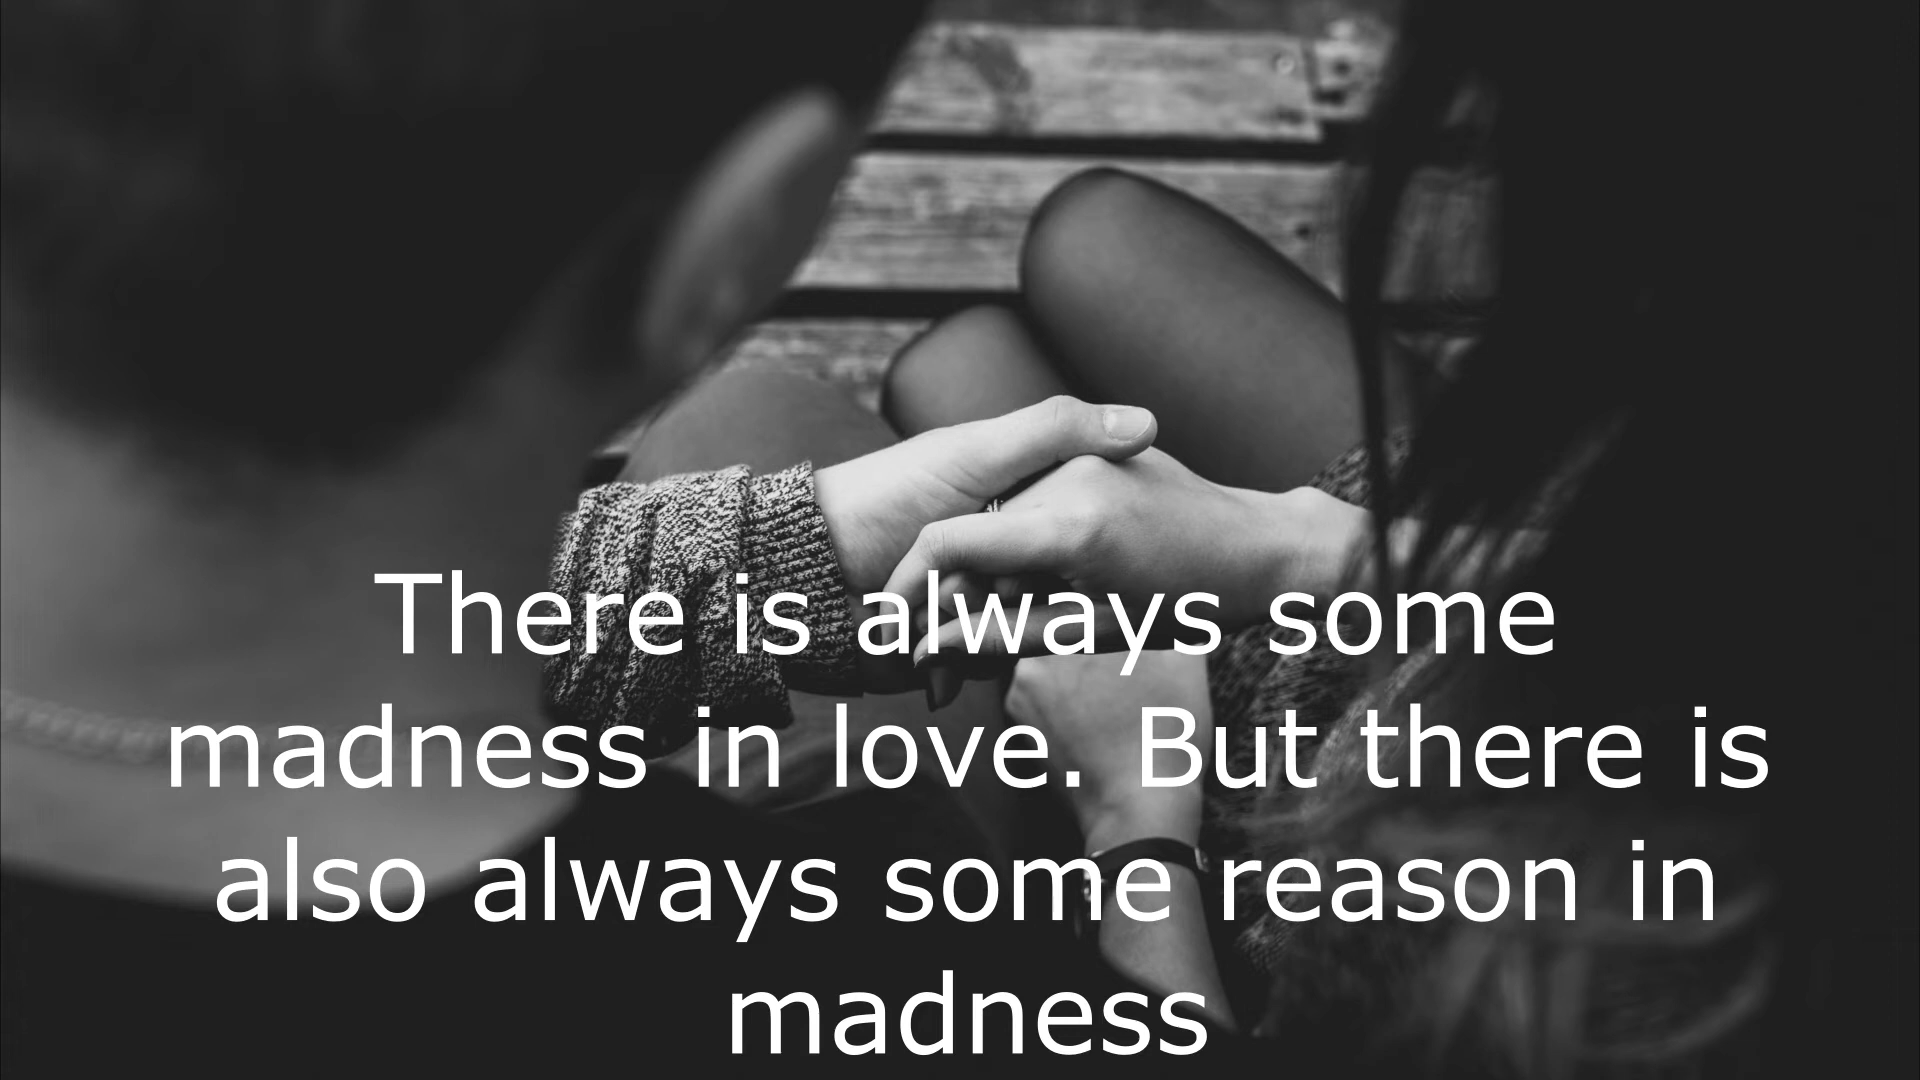 There is always some
madness in love. But there is
also always some reason in
madness